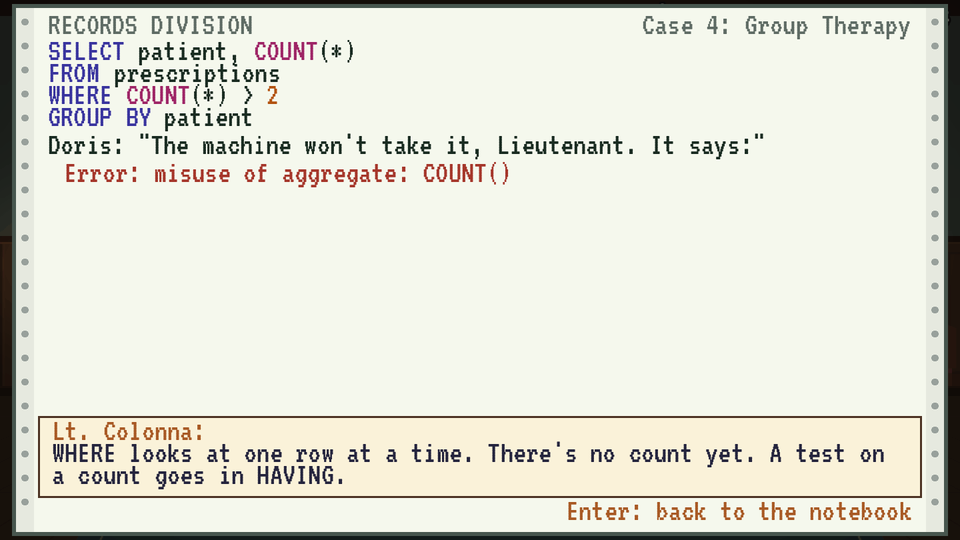 RECORDS DIVISION
Case 4: Group Therapy
SELECT patient, COUNT(*)
FROM prescriptions
WHERE COUNT(*) > 2
GROUP BY patient
Doris: "The machine won't take it, Lieutenant. It says:"
Error: misuse of aggregate: COUNT()
Lt. Colonna:
WHERE looks at one row at a time. There's no count yet. A test on
a count goes in HAVING.
Enter: back to the notebook